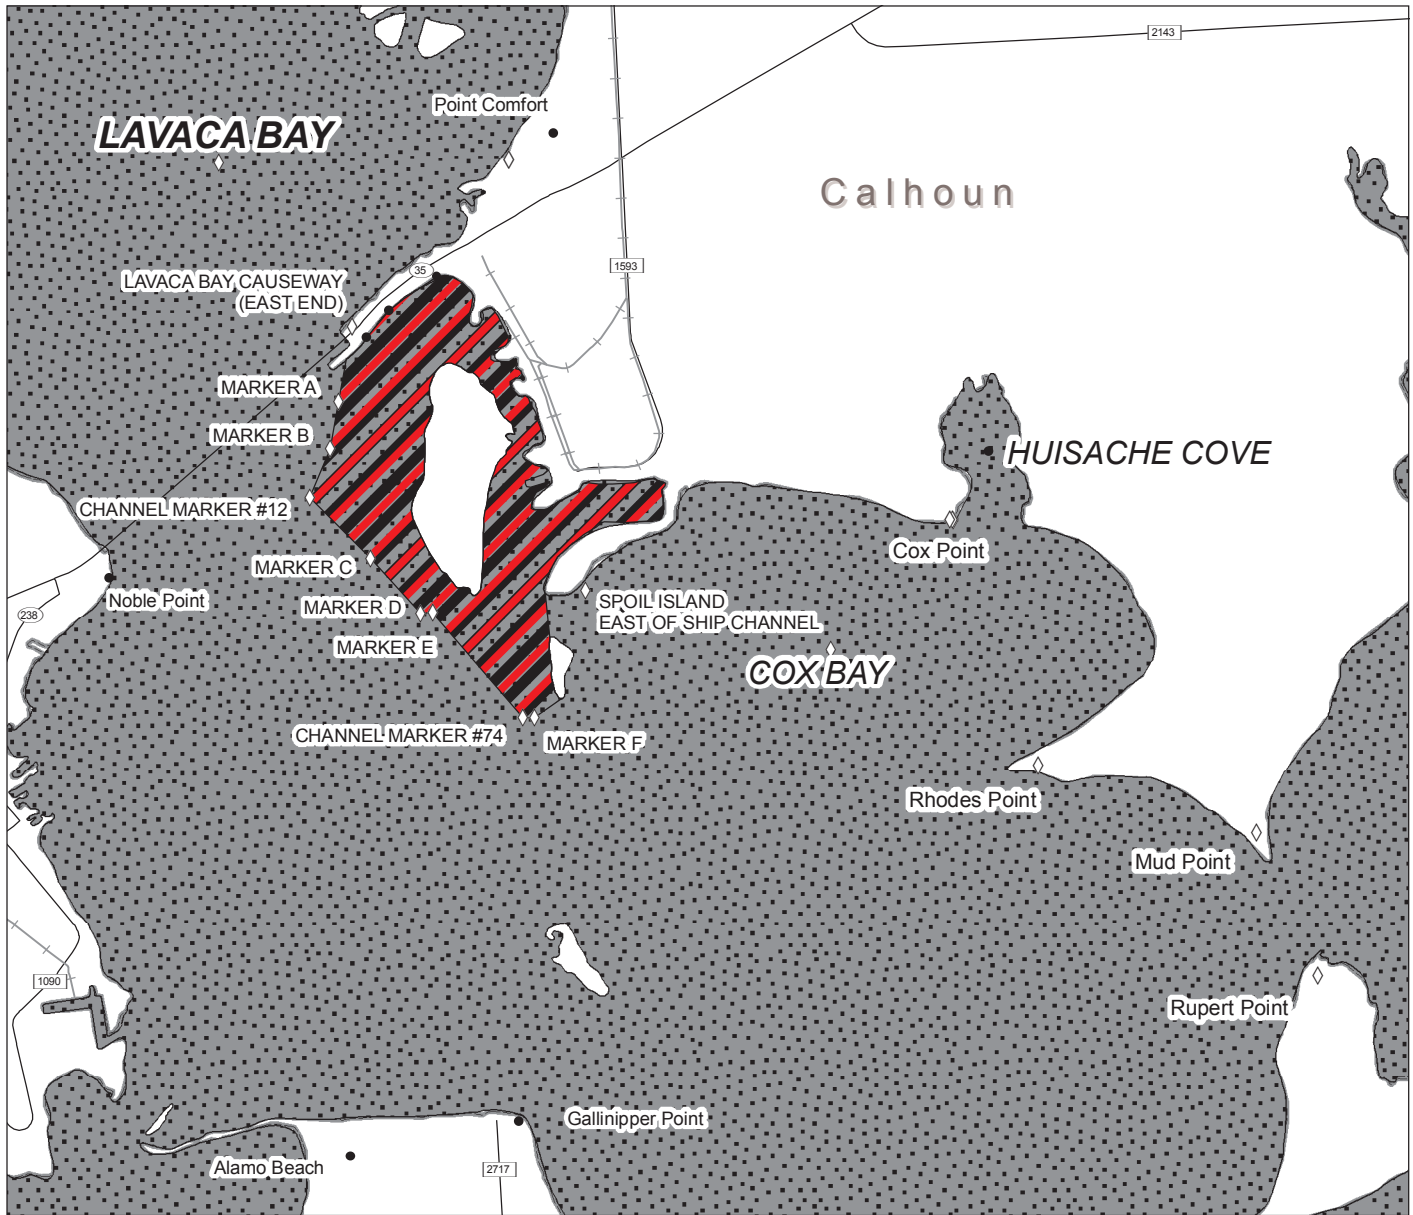 2143
Point Comfort
LAVACA BAY
Calhoun
1593
35
LAVACA BAY CAUSEWAY
(EAST END)
MARKER A
MARKER B
HUISACHE COVE
CHANNEL MARKER #12
Cox Point
MARKER C
Noble Point
MARKER D
SPOIL ISLAND
EAST OF SHIP CHANNEL
238
MARKER E
COX BAY
CHANNEL MARKER #74
MARKER F
Rhodes Point
Mud Point
1090
Rupert Point
Gallinipper Point
Alamo Beach
2717